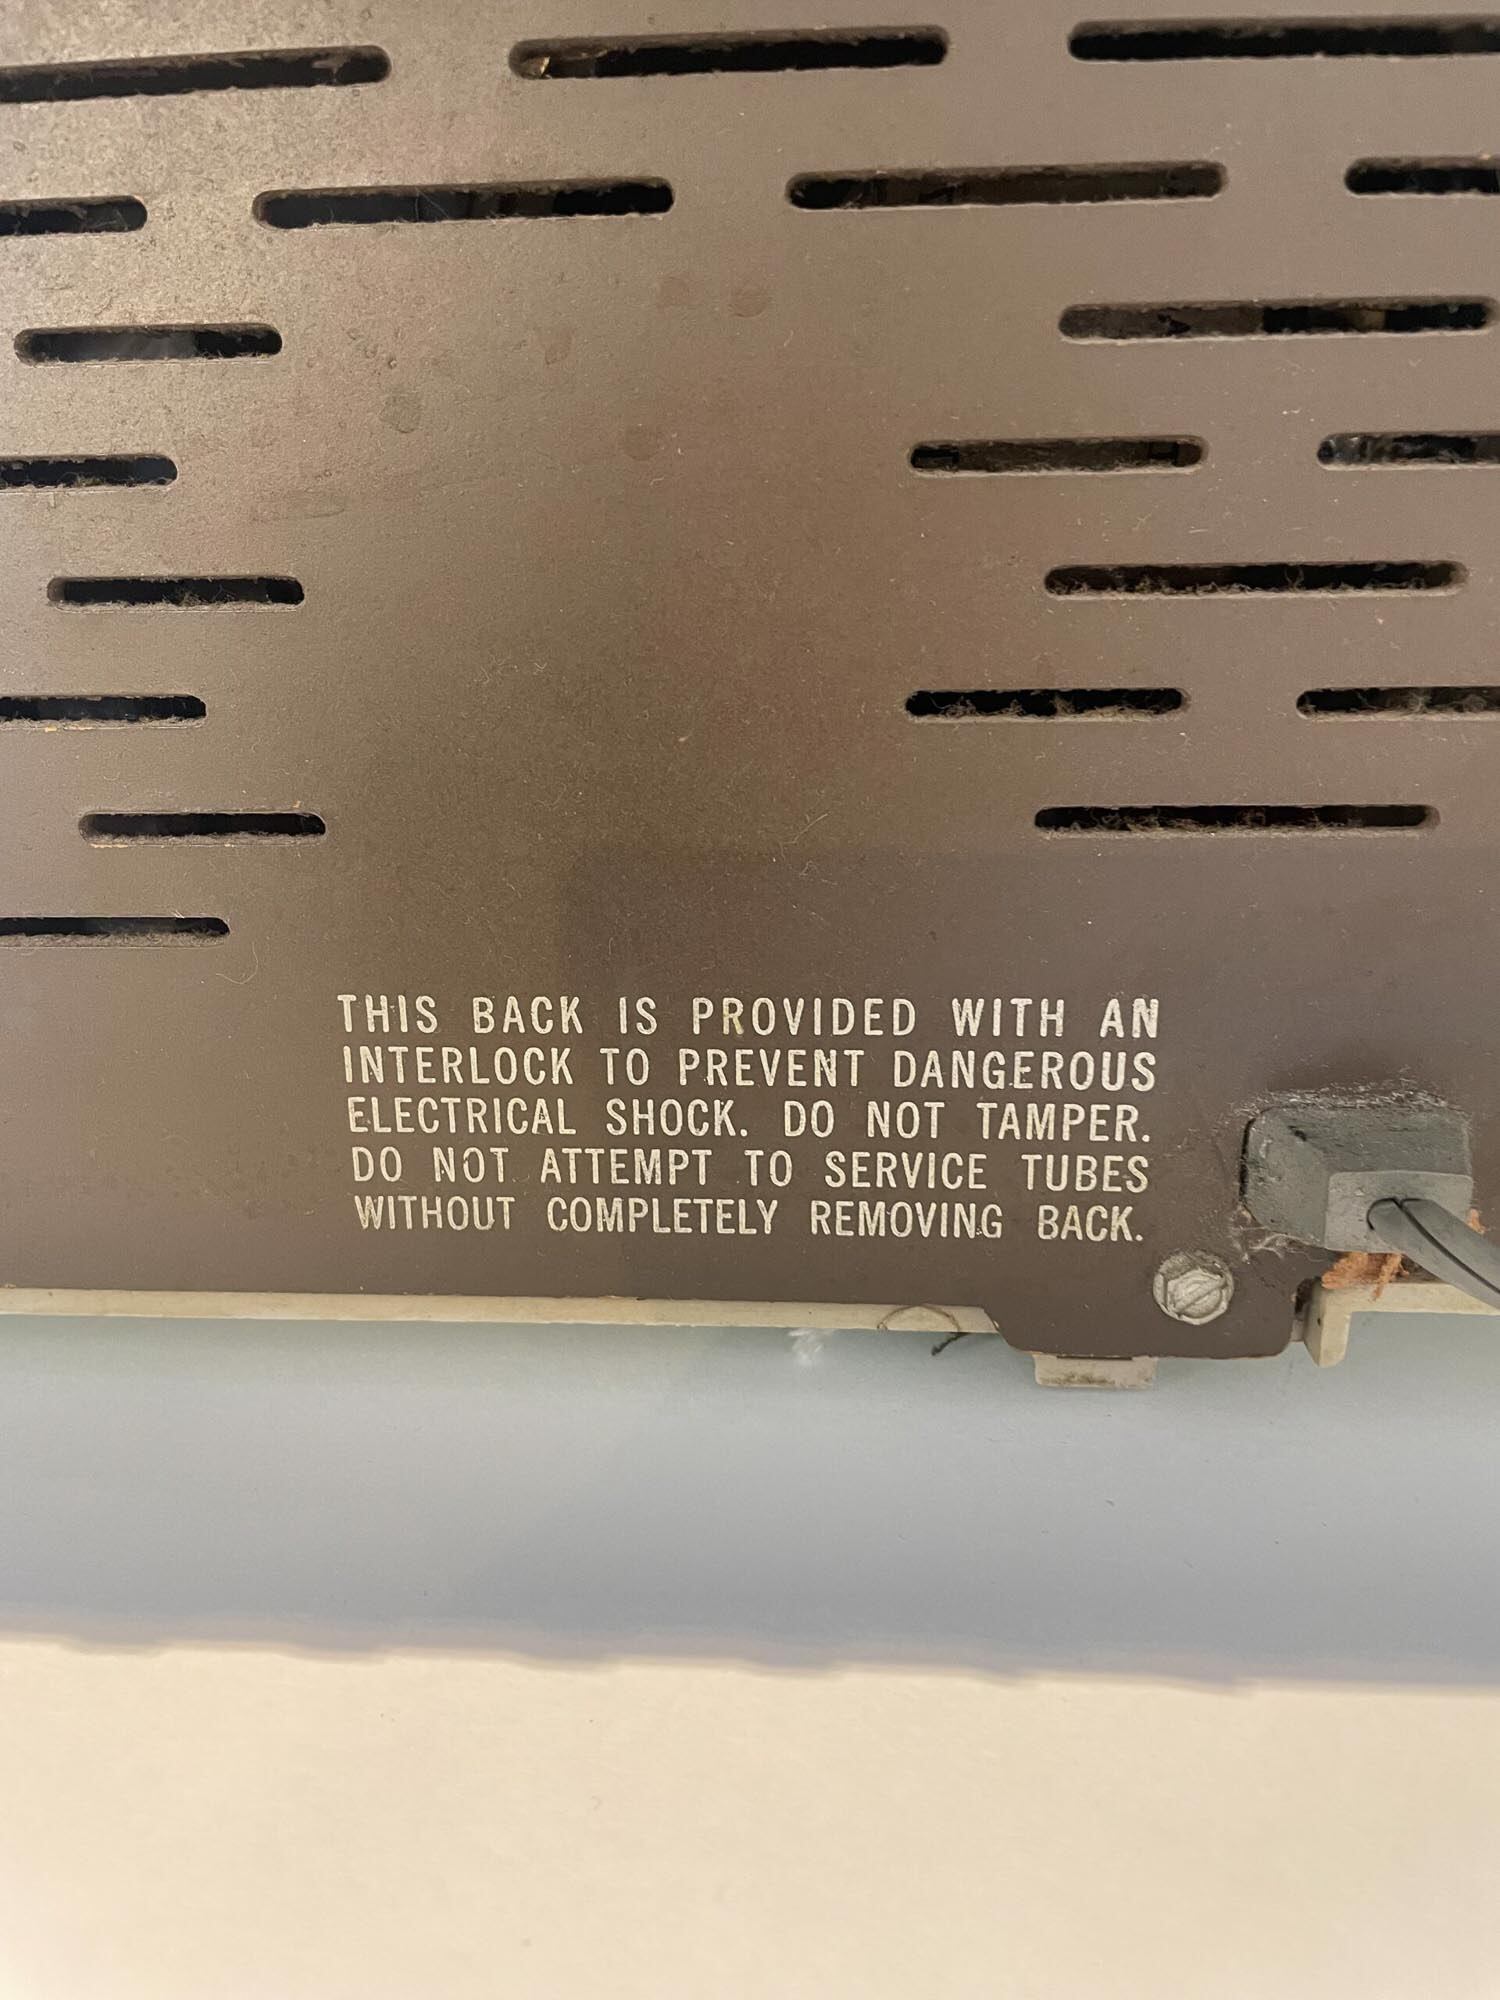 THIS BACK IS PROVIDED WITH AN
INTERLOCK TO PREVENT DANGEROUS
ELECTRICAL SHOCK. DO NOT TAMPER.
DO NOT ATTEMPT TO SERVICE TUBES
WITHOUT COMPLETELY REMOVING BACK.